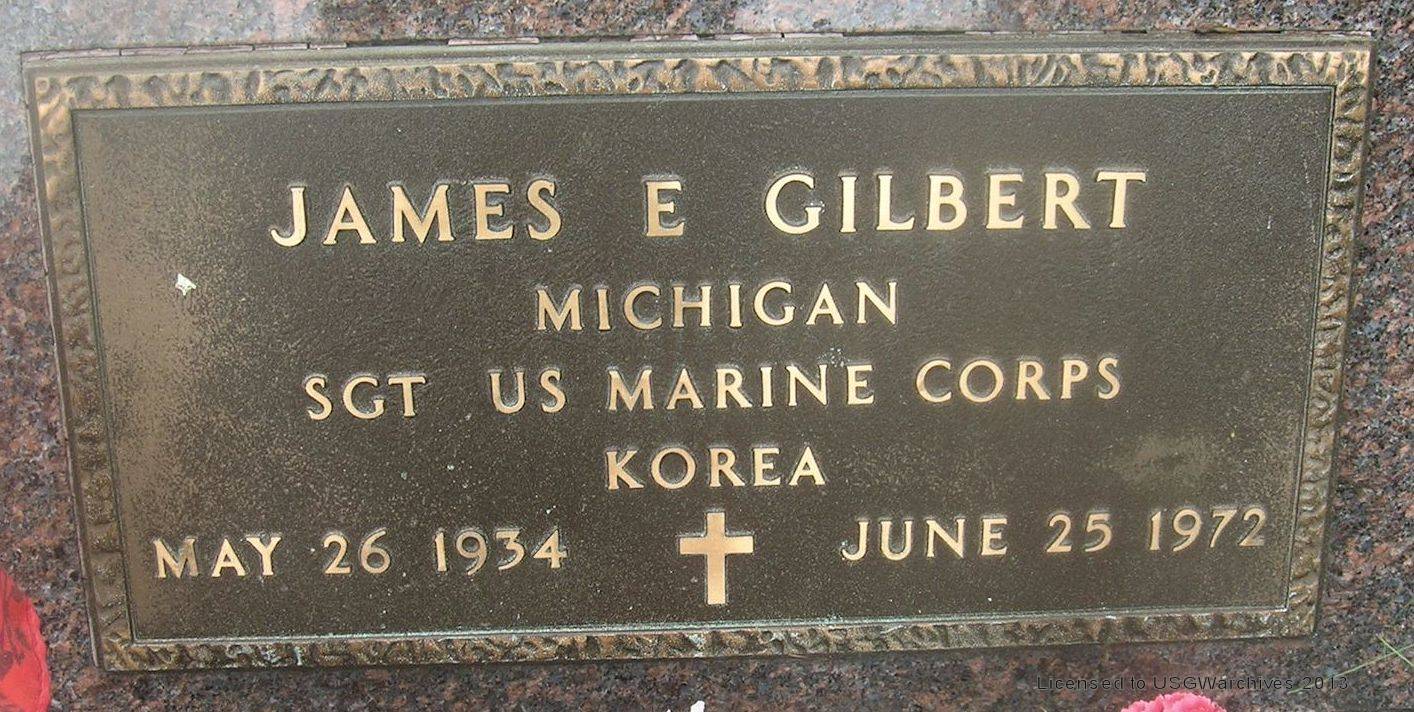 JAMES E GILBERT
MICHIGAN
SGT US MARINE CORPS
KOREA
MAY 26 1934 JUNE 25 1972
Licensed to USGWarchives 2013